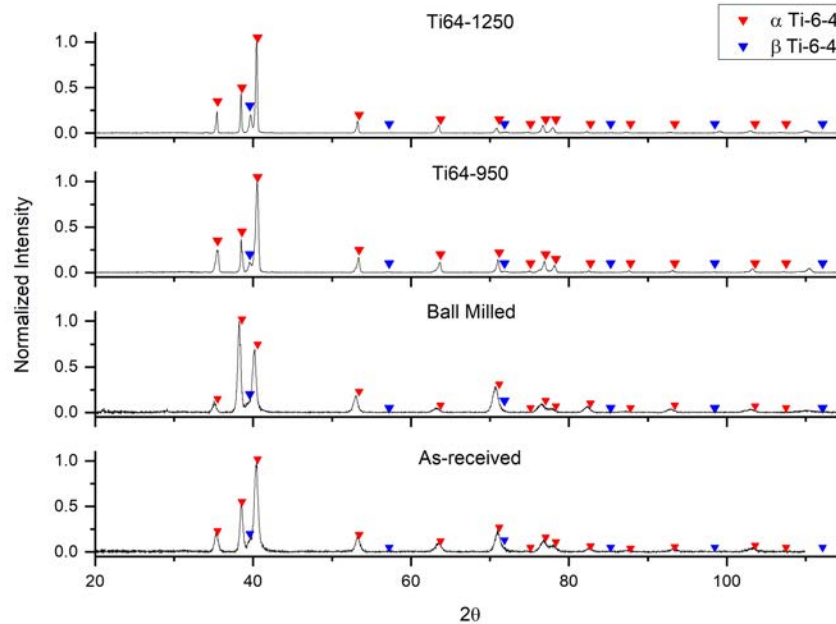 Ti64-1250
α Ti-6-4
β Ti-6-4
1.0
0.5
0.0
Ti64-950
1.0
0.5
0.0
Ball Milled
1.0
0.5
0.0
As-received
1.0
0.5
0.0
20
40
60
80
100
2θ
Normalized Intensity